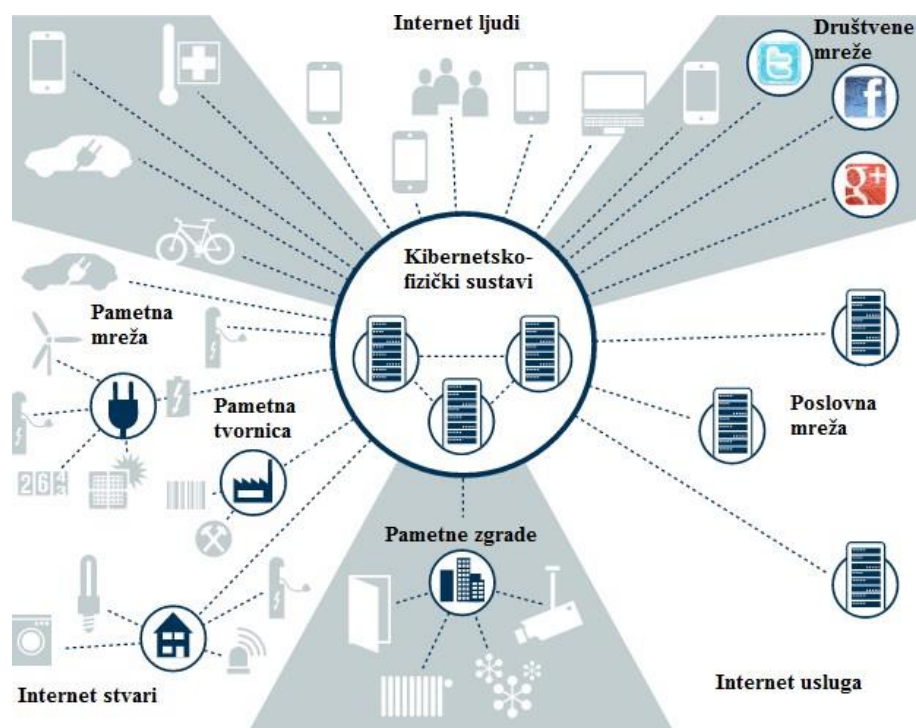 Internet ljudi
Društvene
mreže
t
f
g+
Kibernetsko-
fizički sustavi
Pametna
mreža
Pametna
tvornica
Poslovna
mreža
Pametne zgrade
Internet stvari
Internet usluga